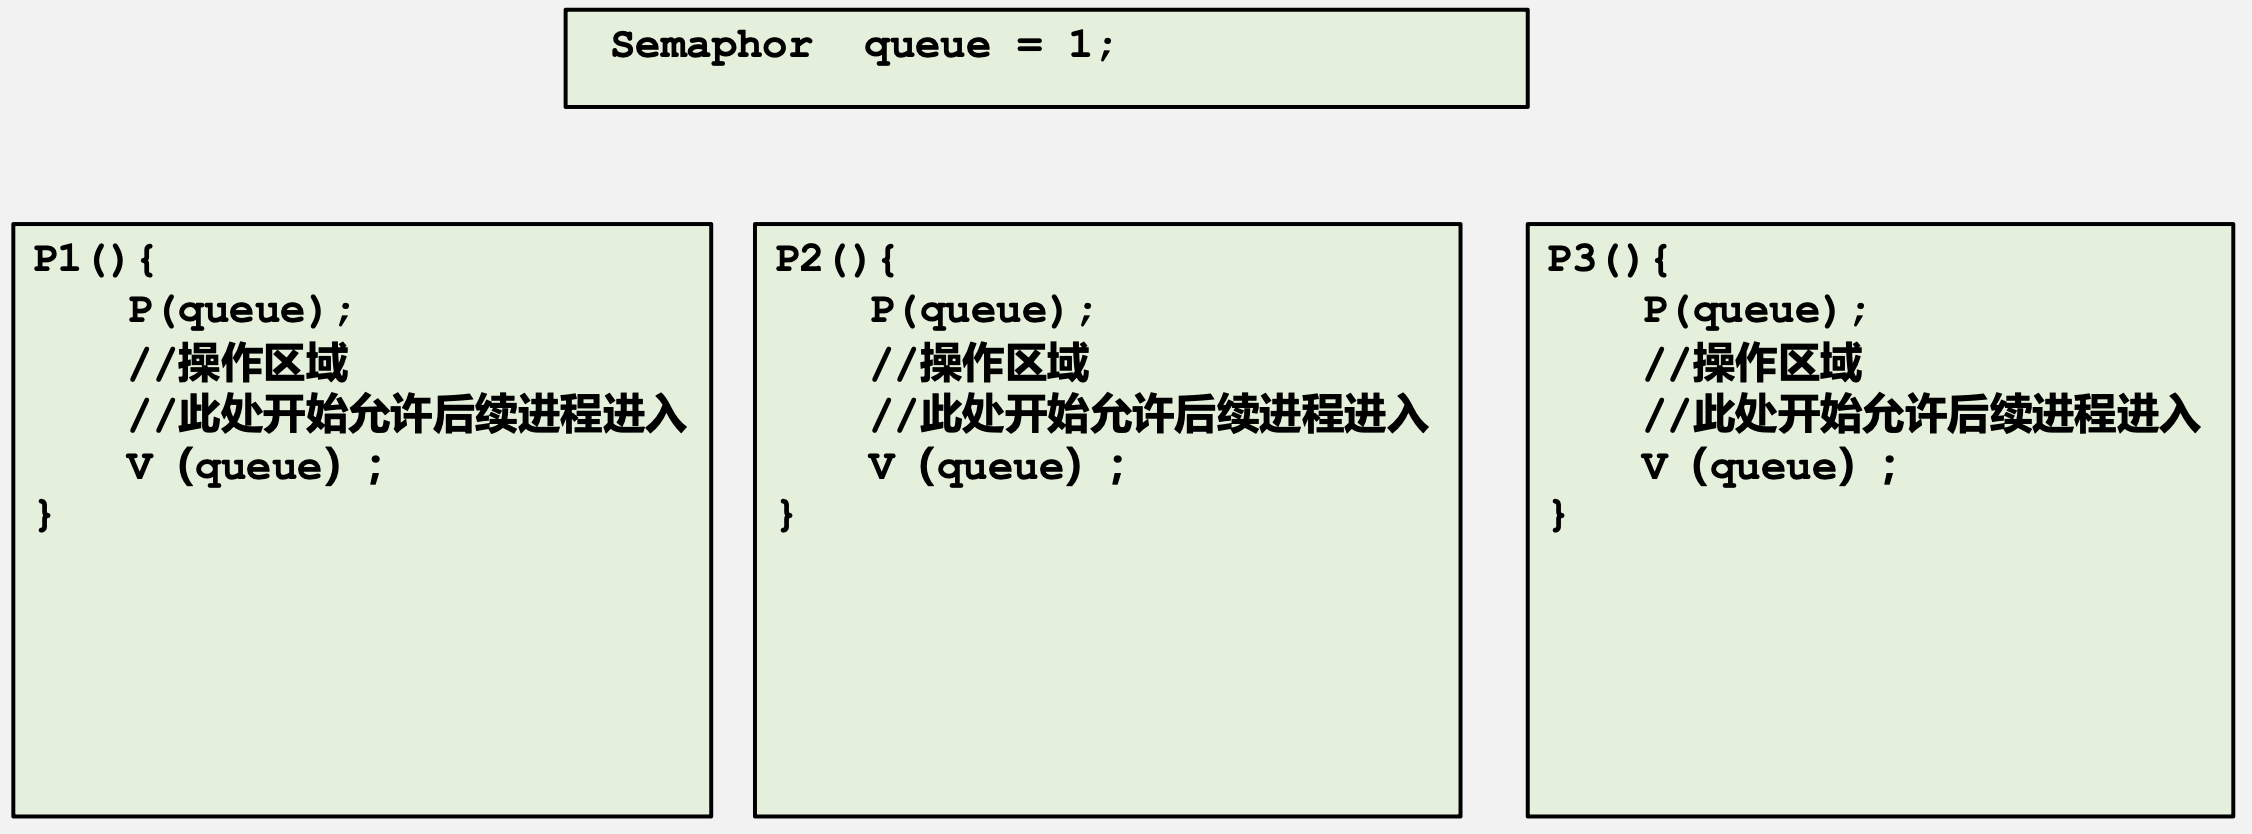 Semaphor  queue = 1;
P1(){
P(queue);
//操作区域
//此处开始允许后续进程进入
V（queue）;
}
P2(){
P(queue);
//操作区域
//此处开始允许后续进程进入
V（queue）;
}
P3(){
P(queue);
//操作区域
//此处开始允许后续进程进入
V（queue）;
}